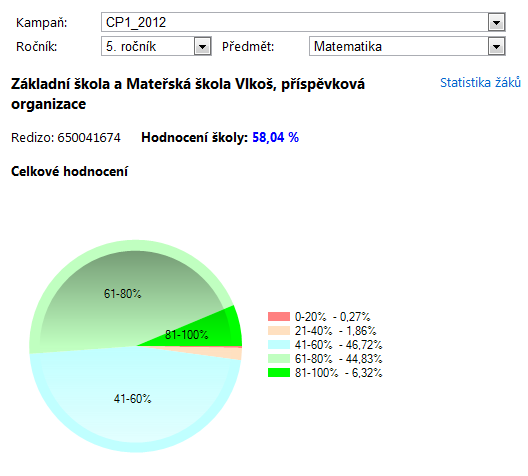 Kampaň: CP1_2012
Ročník: 5. ročník Předmět: Matematika
Základní škola a Mateřská škola Vlkoš, příspěvková organizace
Statistika žáků
Redizo: 650041674 Hodnocení školy: 58,04 %
Celkové hodnocení
61-80%
81-100%
41-60%
0-20% - 0,27%
21-40% - 1,86%
41-60% - 46,72%
61-80% - 44,83%
81-100% - 6,32%